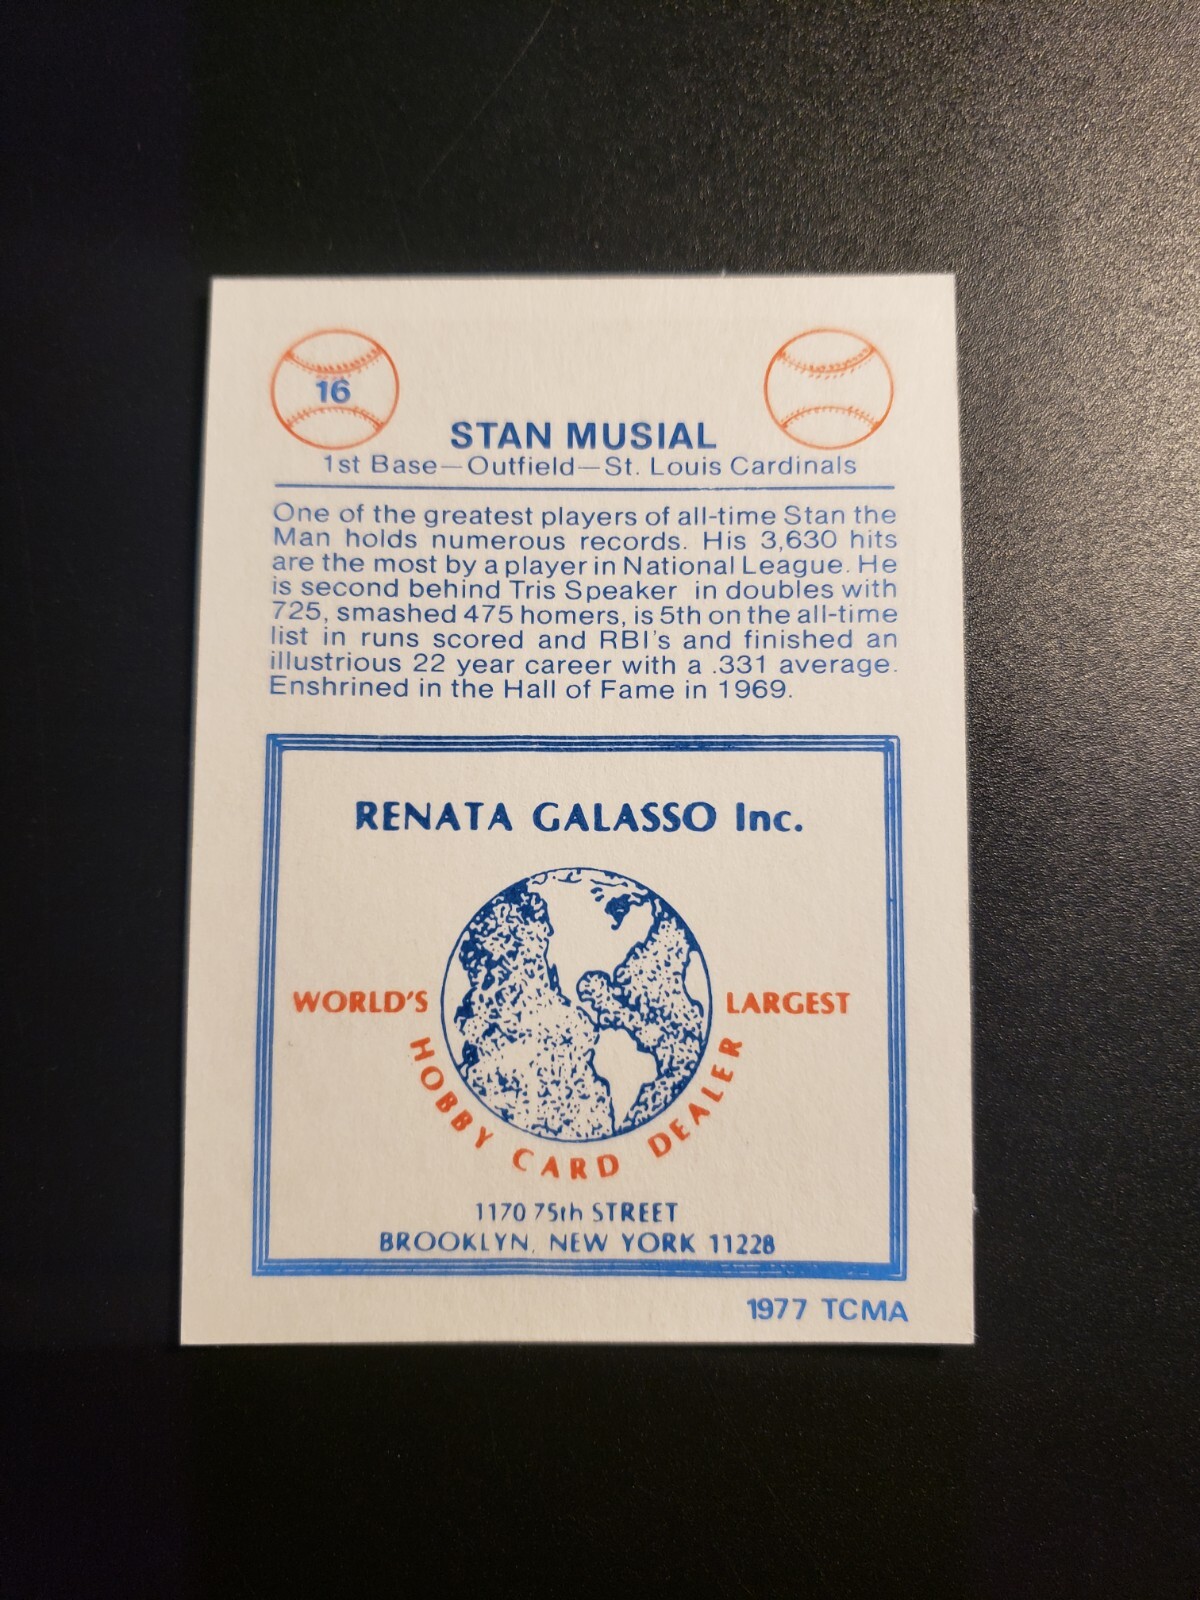 16
STAN MUSIAL
1st Base—Outfield—St. Louis Cardinals
One of the greatest players of all-time Stan the
Man holds numerous records. His 3,630 hits
are the most by a player in National League. He
is second behind Tris Speaker in doubles with
725, smashed 475 homers, is 5th on the all-time
list in runs scored and RBI's and finished an
illustrious 22 year career with a .331 average.
Enshrined in the Hall of Fame in 1969.
RENATA GALASSO Inc.
WORLD'S LARGEST
HOBBY CARD DEALER
1170 75th STREET
BROOKLYN, NEW YORK 11228
1977 TCMA